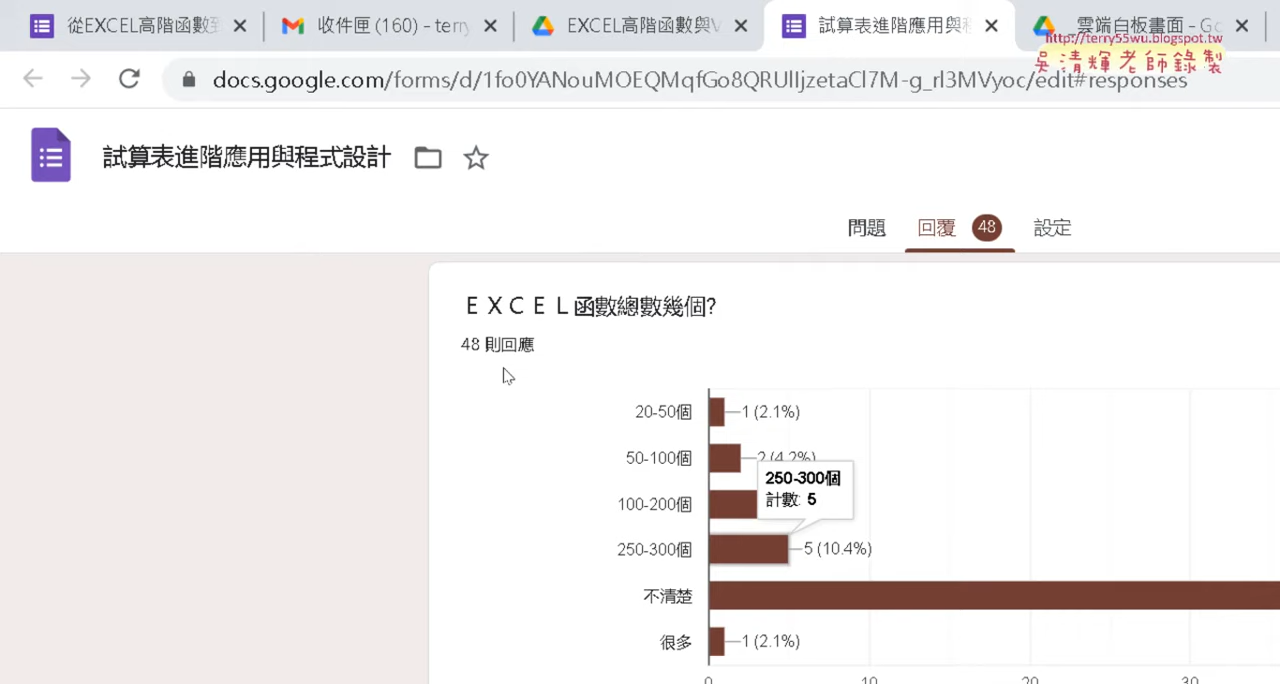 從EXCEL高階函數到
收件匣 (160) - terry
EXCEL高階函數與V
試算表進階應用與程
雲端白板畫面 - Go
http://terry55wu.blogspot.tw
吳清輝老師錄製
docs.google.com/forms/d/1fo0YANouMOEQMqfGo8QRUlIjzetaCl7M-g_rl3MVyoc/edit#responses
試算表進階應用與程式設計
問題 回覆 48 設定
ＥＸＣＥＬ函數總數幾個?
48 則回應
20-50個 1 (2.1%)
50-100個 2 (4.2%)
250-300個
100-200個
計數: 5
250-300個 5 (10.4%)
不清楚
很多 1 (2.1%)
0 10 20 30